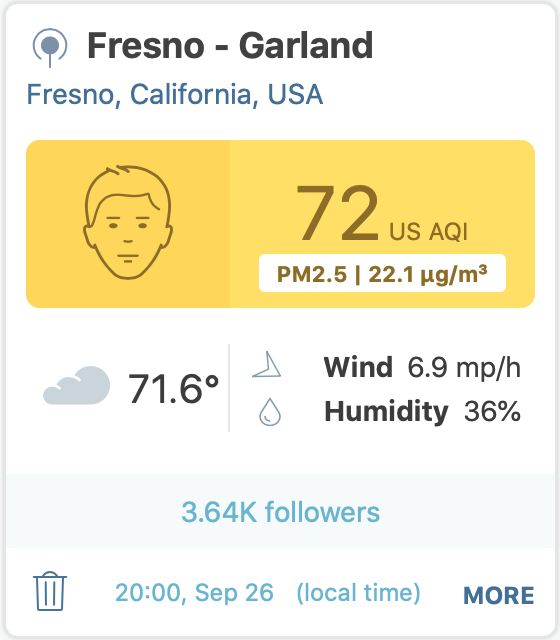 Fresno - Garland
Fresno, California, USA
72 US AQI
PM2.5 | 22.1 µg/m³
71.6°
Wind 6.9 mp/h
Humidity 36%
3.64K followers
20:00, Sep 26 (local time) MORE